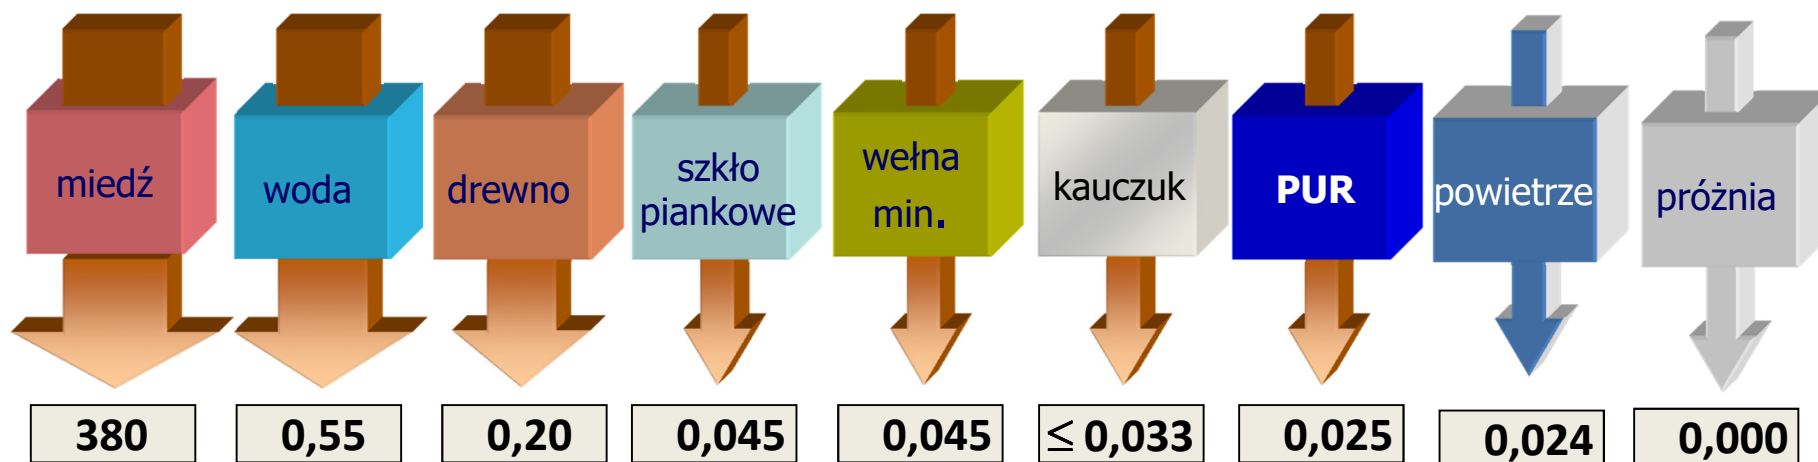 miedź
woda
drewno
szkło
piankowe
wełna
min.
kauczuk
PUR
powietrze
próżnia
380
0,55
0,20
0,045
0,045
≤ 0,033
0,025
0,024
0,000